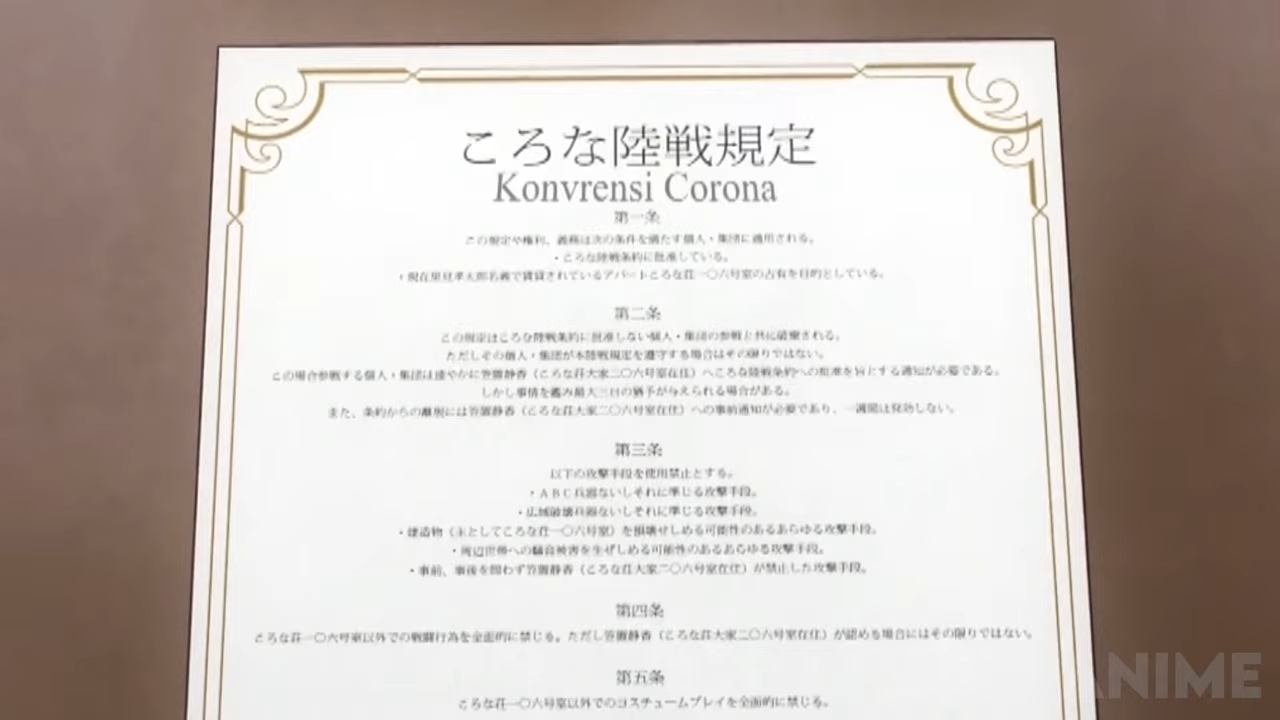 ころな陸戦規定
Konvrensi Corona
第一条
この規定や権利、義務は次の条件を満たす個人・集団に適用される。
・ころな陸戦条約に批准している。
・現在里見孝太郎名義で賃貸されているアパートころな荘一〇六号室の占有を目的としている。
第二条
この規定はころな陸戦条約に批准しない個人・集団の参戦と共に破棄される。
ただしその個人・集団が本陸戦規定を遵守する場合はその限りではない。
この場合参戦する個人・集団は速やかに笠置静香（ころな荘大家二〇六号室在住）へころな陸戦条約への批准を旨とする通知が必要である。
しかし事情を鑑み最大三日の猶予が与えられる場合がある。
また、条約からの離脱には笠置静香（ころな荘大家二〇六号室在住）への事前通知が必要であり、一週間は発効しない。
第三条
以下の攻撃手段を使用禁止とする。
・ＡＢＣ兵器ないしそれに準じる攻撃手段。
・広域破壊兵器ないしそれに準じる攻撃手段。
・建造物（主としてころな荘一〇六号室）を損壊せしめる可能性のあるあらゆる攻撃手段。
・周辺世帯への騒音被害を生ぜしめる可能性のあるあらゆる攻撃手段。
・事前、事後を問わず笠置静香（ころな荘大家二〇六号室在住）が禁止した攻撃手段。
第四条
ころな荘一〇六号室以外での戦闘行為を全面的に禁じる。ただし笠置静香（ころな荘大家二〇六号室在住）が認める場合にはその限りではない。
第五条
ころな荘一〇六号室以外でのコスチュームプレイを全面的に禁じる。
ANIME